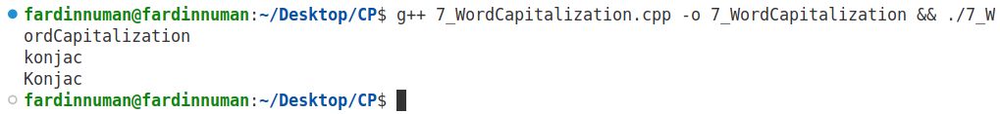 fardinnuman@fardinnuman:~/Desktop/CP$ g++ 7_WordCapitalization.cpp -o 7_WordCapitalization && ./7_W
ordCapitalization
konjac
Konjac
fardinnuman@fardinnuman:~/Desktop/CP$